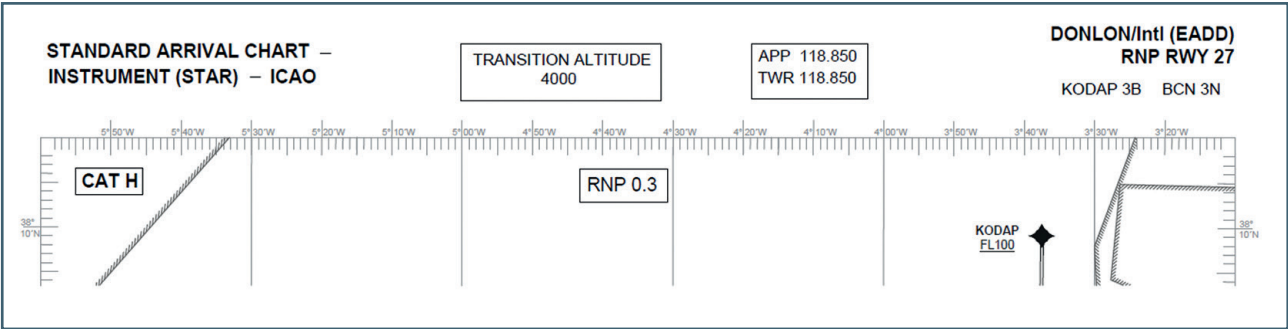 STANDARD ARRIVAL CHART –
INSTRUMENT (STAR) – ICAO
TRANSITION ALTITUDE
4000
APP 118.850
TWR 118.850
DONLON/Intl (EADD)
RNP RWY 27
KODAP 3B BCN 3N
5°50'W 5°40'W 5°30'W 5°20'W 5°10'W 5°00'W 4°50'W 4°40'W 4°30'W 4°20'W 4°10'W 4°00'W 3°50'W 3°40'W 3°30'W 3°20'W
CAT H
RNP 0.3
38°
10'N
KODAP
FL100
38°
10'N